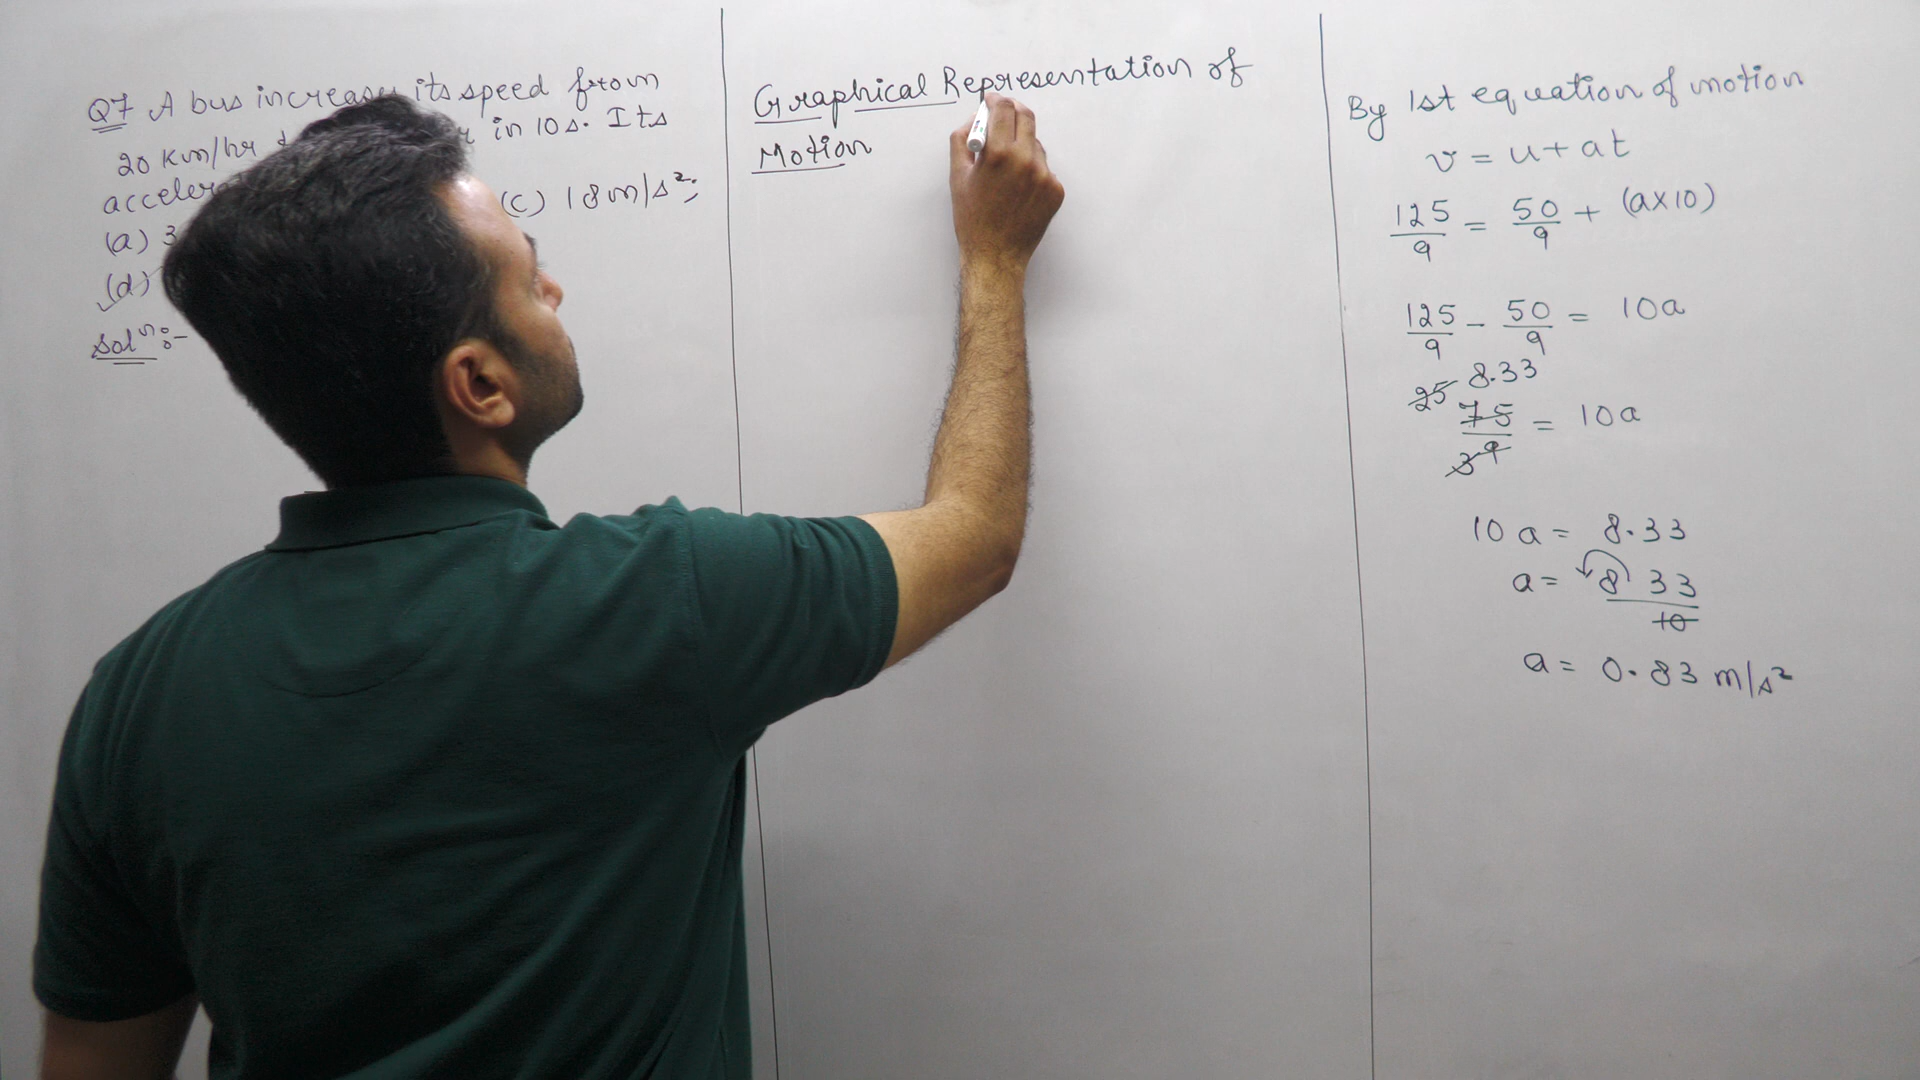 Q7 A bus increases its speed from
20 Km/hr in 10s. Its
(a) 3 (c) 18 m/s²;
(d)
Solⁿ:-
Graphical Representation of
Motion
By 1st equation of motion
v = u + at
125/9 = 50/9 + (a×10)
125/9 - 50/9 = 10a
25 8.33
75/9 = 10a
3
10a = 8.33
a = 8 33/10
a = 0.83 m/s²